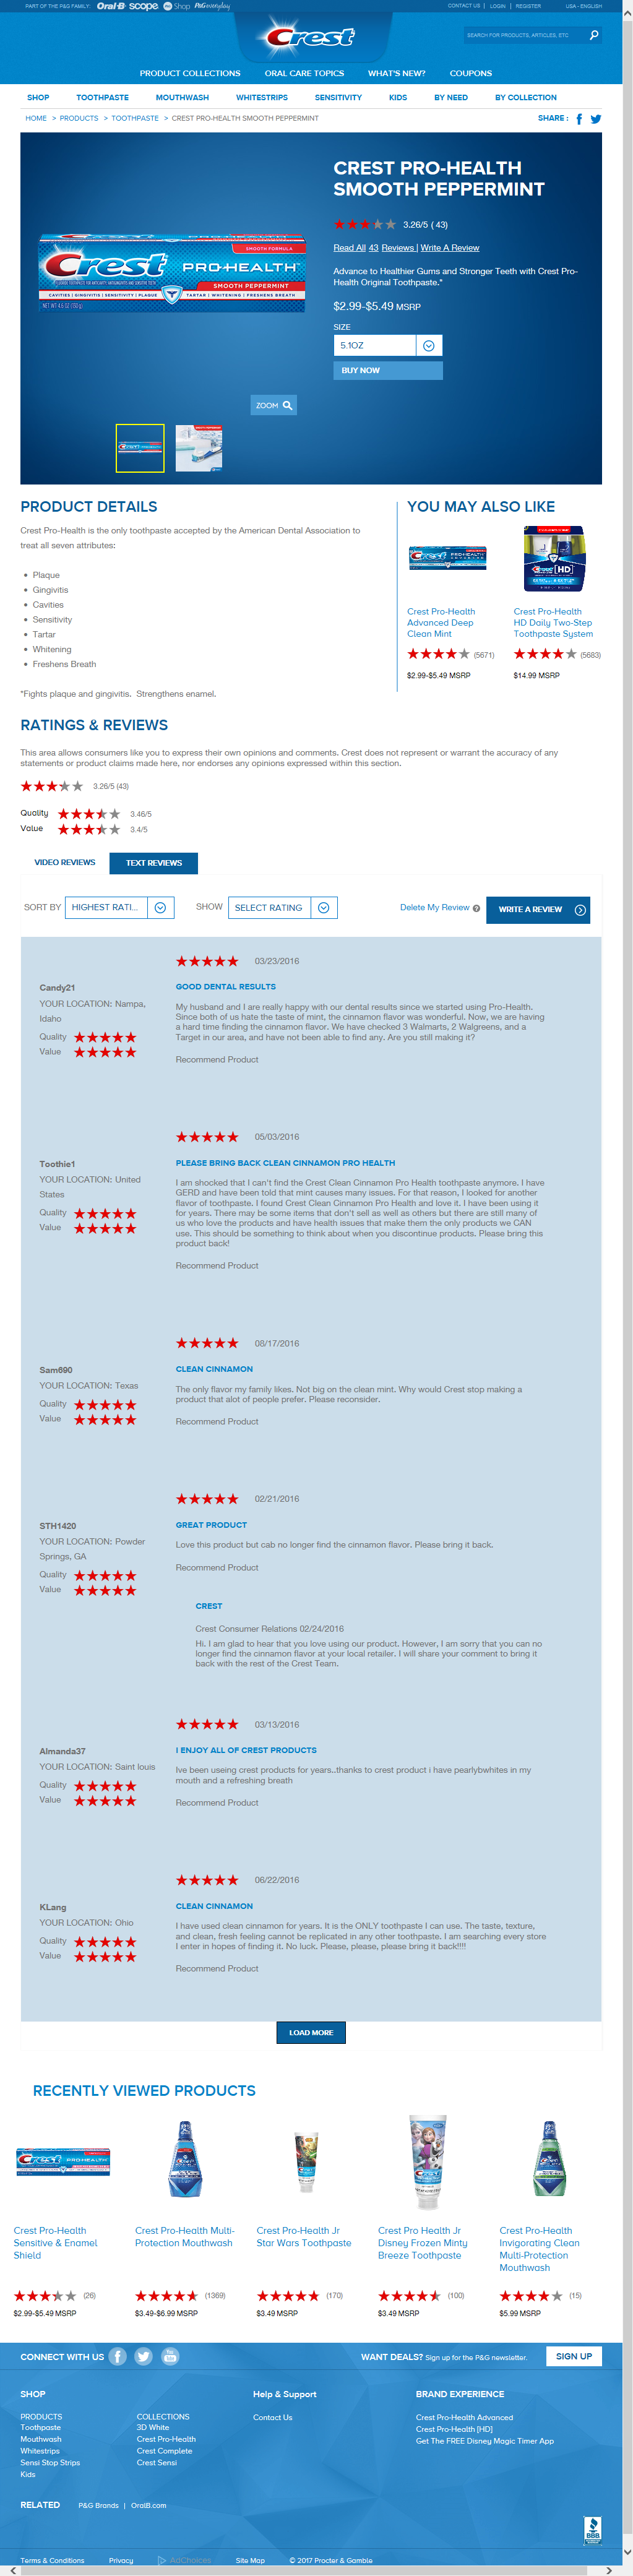 PART OF THE P&G FAMILY: Oral-B scope Shop P&G everyday
CONTACT US | LOGIN | REGISTER USA - ENGLISH
Crest
SEARCH FOR PRODUCTS, ARTICLES, ETC
PRODUCT COLLECTIONS ORAL CARE TOPICS WHAT'S NEW? COUPONS
SHOP TOOTHPASTE MOUTHWASH WHITESTRIPS SENSITIVITY KIDS BY NEED BY COLLECTION
HOME > PRODUCTS > TOOTHPASTE > CREST PRO-HEALTH SMOOTH PEPPERMINT
SHARE :
CREST PRO-HEALTH
SMOOTH PEPPERMINT
3.26/5 ( 43)
Read All 43 Reviews | Write A Review
Advance to Healthier Gums and Stronger Teeth with Crest Pro-
Health Original Toothpaste.*
$2.99-$5.49 MSRP
SIZE
5.1OZ
BUY NOW
SMOOTH FORMULA
Crest PRO-HEALTH
SMOOTH PEPPERMINT
CAVITIES | GINGIVITIS | SENSITIVITY | PLAQUE TARTAR | WHITENING | FRESHENS BREATH
ZOOM
PRODUCT DETAILS
Crest Pro-Health is the only toothpaste accepted by the American Dental Association to
treat all seven attributes:
• Plaque
• Gingivitis
• Cavities
• Sensitivity
• Tartar
• Whitening
• Freshens Breath
*Fights plaque and gingivitis. Strengthens enamel.
YOU MAY ALSO LIKE
Crest Pro-Health
Advanced Deep
Clean Mint
(5671)
$2.99-$5.49 MSRP
Crest Pro-Health
HD Daily Two-Step
Toothpaste System
(5683)
$14.99 MSRP
RATINGS & REVIEWS
This area allows consumers like you to express their own opinions and comments. Crest does not represent or warrant the accuracy of any
statements or product claims made here, nor endorses any opinions expressed within this section.
3.26/5 (43)
Quality 3.46/5
Value 3.4/5
VIDEO REVIEWS TEXT REVIEWS
SORT BY HIGHEST RATI... SHOW SELECT RATING Delete My Review WRITE A REVIEW
03/23/2016
Candy21
YOUR LOCATION: Nampa,
Idaho
Quality
Value
GOOD DENTAL RESULTS
My husband and I are really happy with our dental results since we started using Pro-Health.
Since both of us hate the taste of mint, the cinnamon flavor was wonderful. Now, we are having
a hard time finding the cinnamon flavor. We have checked 3 Walmarts, 2 Walgreens, and a
Target in our area, and have not been able to find any. Are you still making it?
Recommend Product
05/03/2016
Toothie1
YOUR LOCATION: United
States
Quality
Value
PLEASE BRING BACK CLEAN CINNAMON PRO HEALTH
I am shocked that I can't find the Crest Clean Cinnamon Pro Health toothpaste anymore. I have
GERD and have been told that mint causes many issues. For that reason, I looked for another
flavor of toothpaste. I found Crest Cinnamon Pro Health and love it. I have been using it
for years. There may be some items that don't sell as well as others but there are still many of
us who love the products and have health issues that make them the only products we CAN
use. This should be something to think about when you discontinue products. Please bring this
product back!
Recommend Product
08/17/2016
Sam690
YOUR LOCATION: Texas
Quality
Value
CLEAN CINNAMON
The only flavor my family likes. Not big on the clean mint. Why would Crest stop making a
product that alot of people prefer. Please reconsider.
Recommend Product
02/21/2016
STH1420
YOUR LOCATION: Powder
Springs, GA
Quality
Value
GREAT PRODUCT
Love this product but cab no longer find the cinnamon flavor. Please bring it back.
Recommend Product
CREST
Crest Consumer Relations 02/24/2016
Hi. I am glad to hear that you love using our product. However, I am sorry that you can no
longer find the cinnamon flavor at your local retailer. I will share your comment to bring it
back with the rest of the Crest Team.
03/13/2016
Almanda37
YOUR LOCATION: Saint louis
Quality
Value
I ENJOY ALL OF CREST PRODUCTS
Ive been useing crest products for years..thanks to crest product i have pearlybwhites in my
mouth and a refreshing breath
Recommend Product
06/22/2016
KLang
YOUR LOCATION: Ohio
Quality
Value
CLEAN CINNAMON
I have used clean cinnamon for years. It is the ONLY toothpaste I can use. The taste, texture,
and clean, fresh feeling cannot be replicated in any other toothpaste. I am searching every store
I enter in hopes of finding it. No luck. Please, please, please bring it back!!!!
Recommend Product
LOAD MORE
RECENTLY VIEWED PRODUCTS
Crest Pro-Health
Sensitive & Enamel
Shield
(26)
$2.99-$5.49 MSRP
Crest Pro-Health Multi-
Protection Mouthwash
(1369)
$3.49-$6.99 MSRP
Crest Pro-Health Jr
Star Wars Toothpaste
(170)
$3.49 MSRP
Crest Pro Health Jr
Disney Frozen Minty
Breeze Toothpaste
(100)
$3.49 MSRP
Crest Pro-Health
Invigorating Clean
Multi-Protection
Mouthwash
(15)
$5.99 MSRP
CONNECT WITH US
WANT DEALS? Sign up for the P&G newsletter. SIGN UP
SHOP
PRODUCTS
Toothpaste
Mouthwash
Whitestrips
Sensi Stop Strips
Kids
COLLECTIONS
3D White
Crest Pro-Health
Crest Complete
Crest Sensi
Help & Support
Contact Us
BRAND EXPERIENCE
Crest Pro-Health Advanced
Crest Pro-Health [HD]
Get The FREE Disney Magic Timer App
RELATED P&G Brands | OralB.com
BBB
Terms & Conditions Privacy AdChoices Site Map © 2017 Procter & Gamble